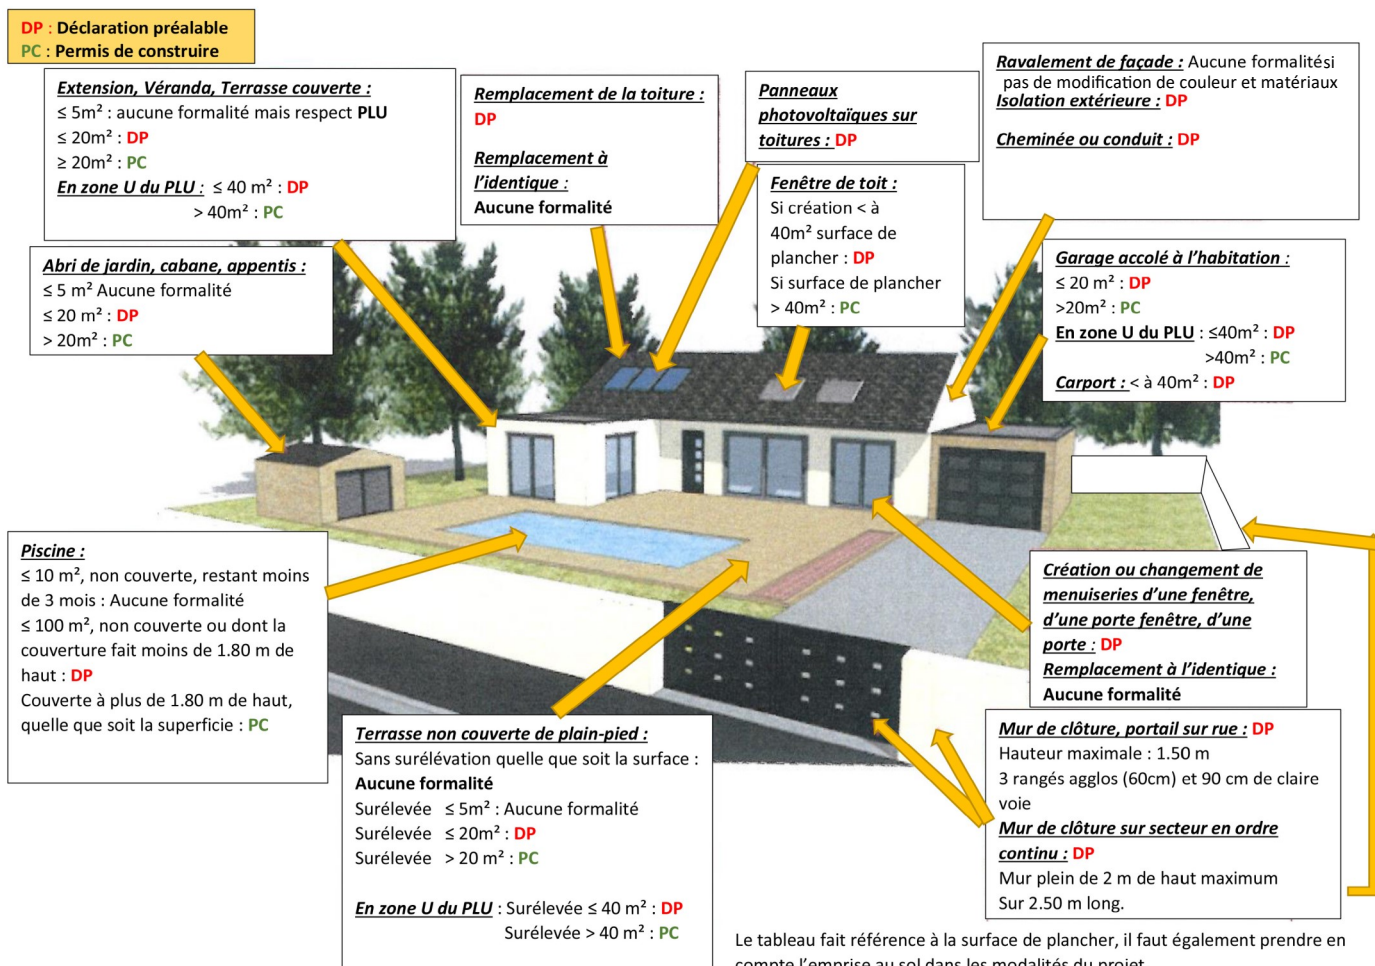 DP : Déclaration préalable
PC : Permis de construire
Extension, Véranda, Terrasse couverte :
≤ 5m² : aucune formalité mais respect PLU
≤ 20m² : DP
≥ 20m² : PC
En zone U du PLU : ≤ 40 m² : DP
> 40m² : PC
Remplacement de la toiture :
DP
Remplacement à
l'identique :
Aucune formalité
Panneaux
photovoltaïques sur
toitures : DP
Ravalement de façade : Aucune formalitési
pas de modification de couleur et matériaux
Isolation extérieure : DP
Cheminée ou conduit : DP
Fenêtre de toit :
Si création < à
40m² surface de
plancher : DP
Si surface de plancher
> 40m² : PC
Abri de jardin, cabane, appentis :
≤ 5 m² Aucune formalité
≤ 20 m² : DP
> 20m² : PC
Garage accolé à l'habitation :
≤ 20 m² : DP
>20m² : PC
En zone U du PLU : ≤40m² : DP
>40m² : PC
Carport : < à 40m² : DP
Piscine :
≤ 10 m², non couverte, restant moins
de 3 mois : Aucune formalité
≤ 100 m², non couverte ou dont la
couverture fait moins de 1.80 m de
haut : DP
Couverte à plus de 1.80 m de haut,
quelle que soit la superficie : PC
Création ou changement de
menuiseries d'une fenêtre,
d'une porte fenêtre, d'une
porte : DP
Remplacement à l'identique :
Aucune formalité
Terrasse non couverte de plain-pied :
Sans surélévation quelle que soit la surface :
Aucune formalité
Surélevée ≤ 5m² : Aucune formalité
Surélevée ≤ 20m² : DP
Surélevée > 20 m² : PC
En zone U du PLU : Surélevée ≤ 40 m² : DP
Surélevée > 40 m² : PC
Mur de clôture, portail sur rue : DP
Hauteur maximale : 1.50 m
3 rangés agglos (60cm) et 90 cm de claire
voie
Mur de clôture sur secteur en ordre
continu : DP
Mur plein de 2 m de haut maximum
Sur 2.50 m long.
Le tableau fait référence à la surface de plancher, il faut également prendre en
compte l'emprise au sol dans les modalités du projet